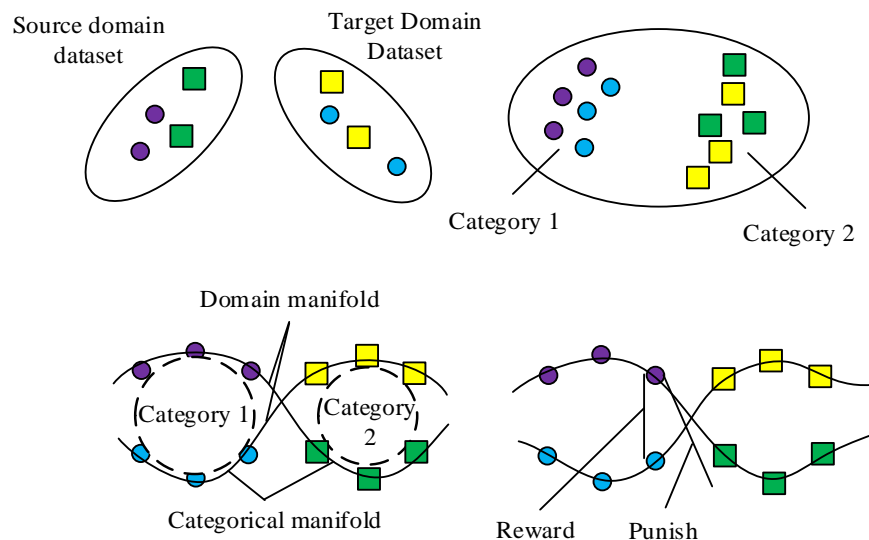 Source domain
dataset
Target Domain
Dataset
Category 1
Category 2
Domain manifold
Category 1
Category
2
Categorical manifold
Reward
Punish